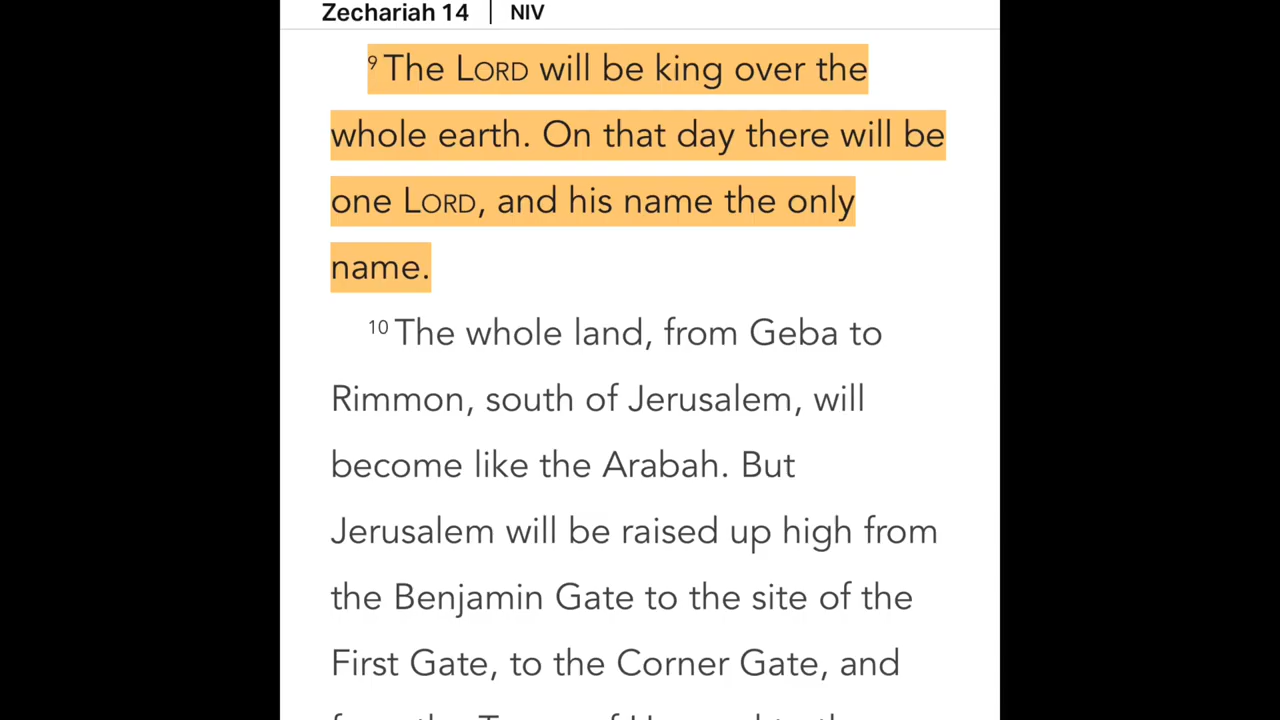 Zechariah 14 | NIV
9 The LORD will be king over the
whole earth. On that day there will be
one LORD, and his name the only
name.
10 The whole land, from Geba to
Rimmon, south of Jerusalem, will
become like the Arabah. But
Jerusalem will be raised up high from
the Benjamin Gate to the site of the
First Gate, to the Corner Gate, and